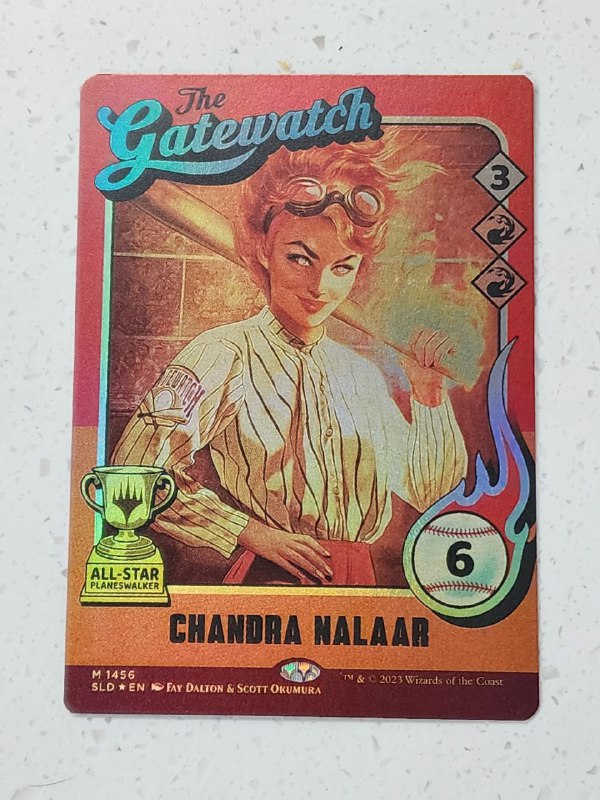 The
Gatewatch
3
6
ALL-STAR
PLANESWALKER
CHANDRA NALAAR
M 1456
SLD ★ EN FAY DALTON & SCOTT OKUMURA
™ & © 2023 Wizards of the Coast